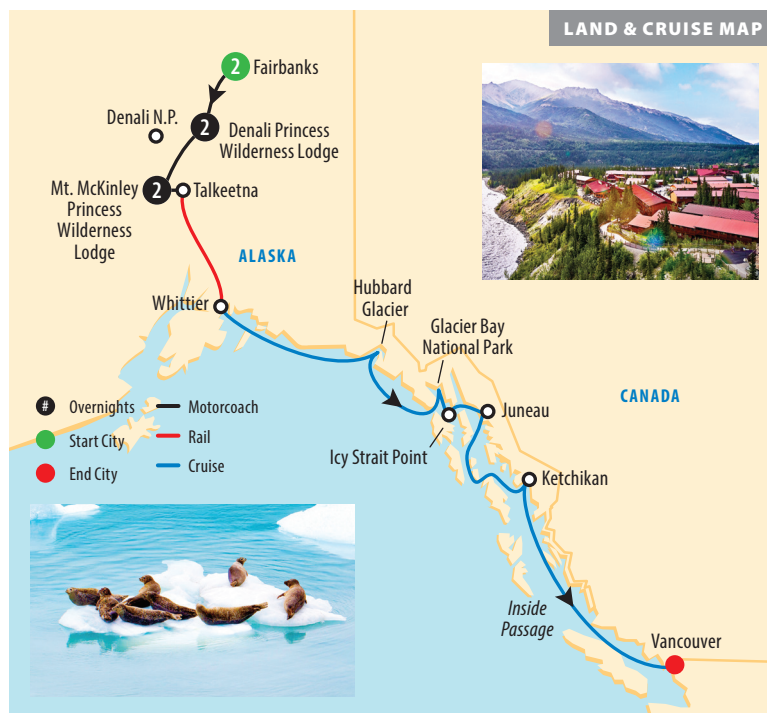 LAND & CRUISE MAP
2
Fairbanks
Denali N.P.
2
Denali Princess
Wilderness Lodge
Mt. McKinley
Princess
Wilderness
Lodge
2
Talkeetna
ALASKA
Whittier
Hubbard
Glacier
Glacier Bay
National Park
CANADA
Juneau
Icy Strait Point
Ketchikan
# Overnights
Start City
End City
Motorcoach
Rail
Cruise
Inside
Passage
Vancouver